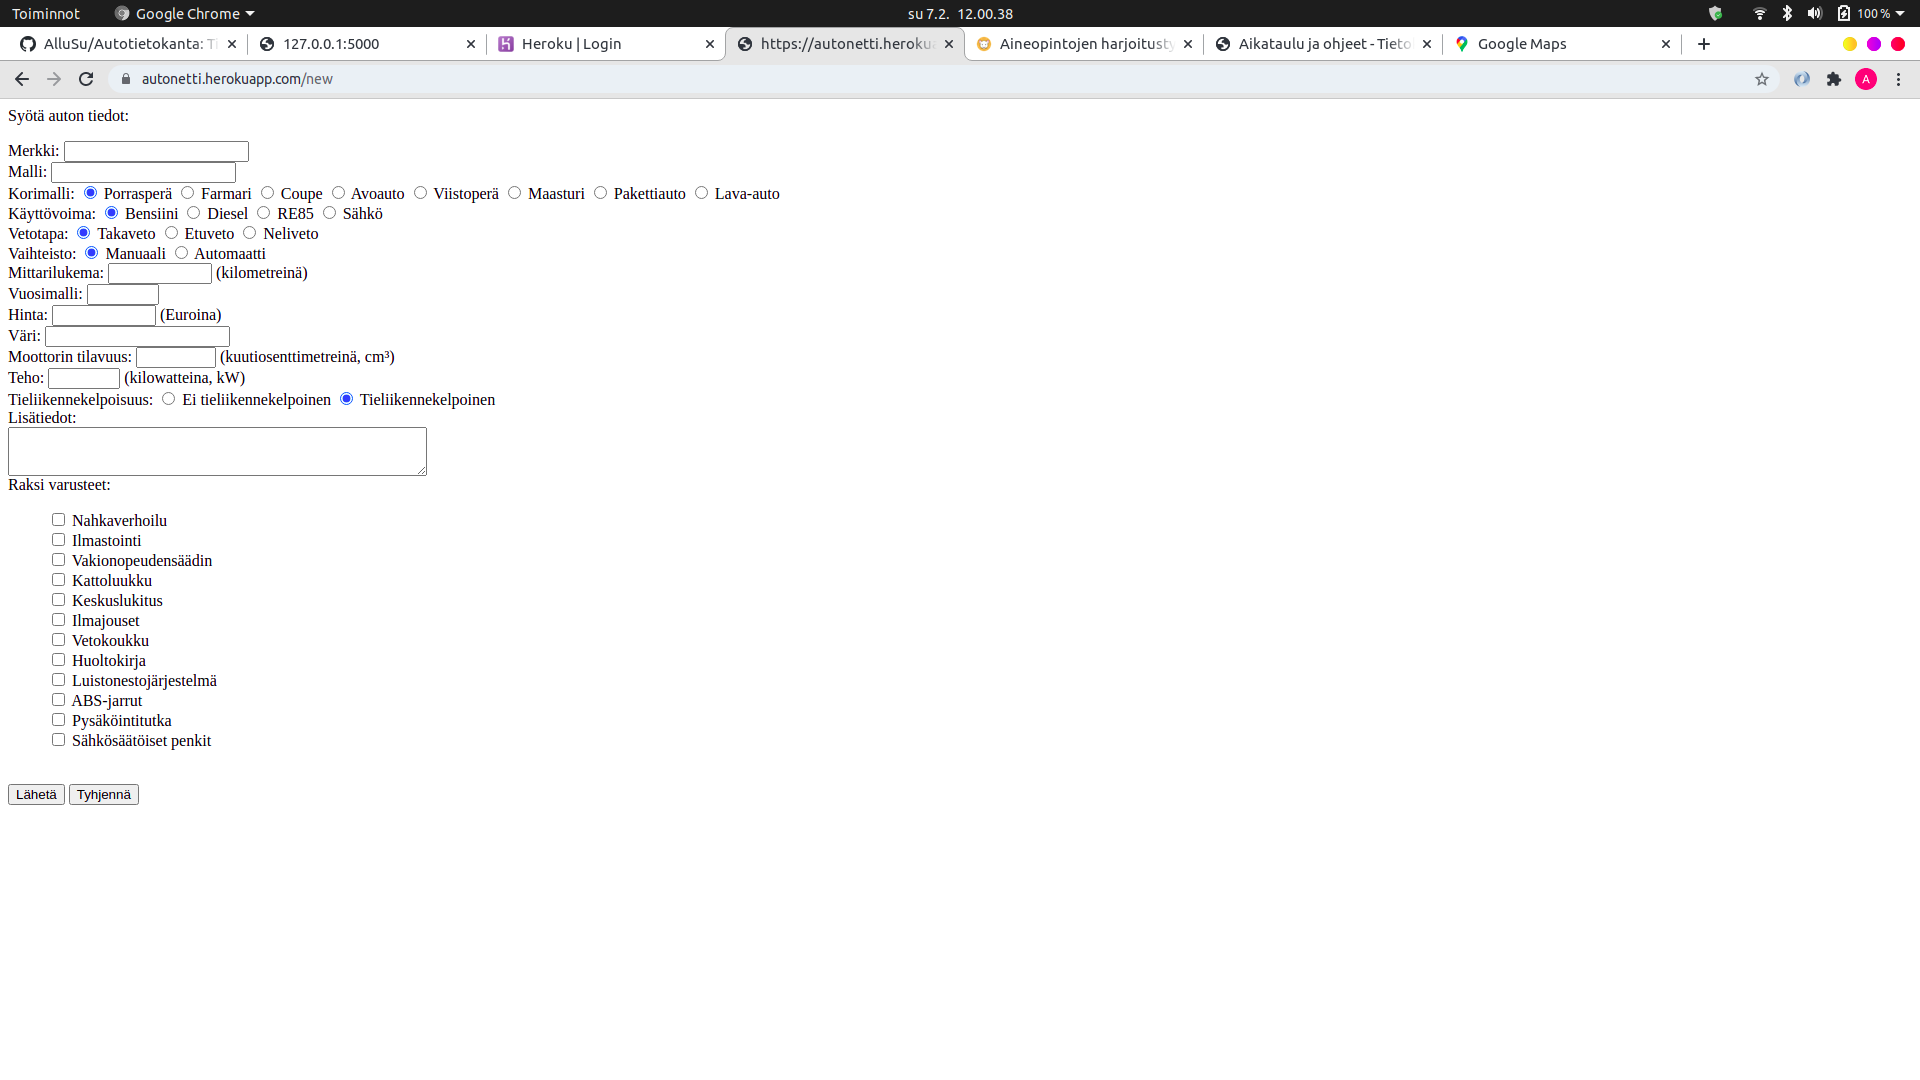 Toiminnot Google Chrome su 7.2. 12.00.38 100 %
AlluSu/Autotietokanta: Ti 127.0.0.1:5000 Heroku | Login https://autonetti.herokua Aineopintojen harjoitusty Aikataulu ja ohjeet - Tieto Google Maps
autonetti.herokuapp.com/new A
Syötä auton tiedot:
Merkki:
Malli:
Korimalli: Porrasperä Farmari Coupe Avoauto Viistoperä Maasturi Pakettiauto Lava-auto
Käyttövoima: Bensiini Diesel RE85 Sähkö
Vetotapa: Takaveto Etuveto Neliveto
Vaihteisto: Manuaali Automaatti
Mittarilukema: (kilometreinä)
Vuosimalli:
Hinta: (Euroina)
Väri:
Moottorin tilavuus: (kuutiosenttimetreinä, cm³)
Teho: (kilowatteina, kW)
Tieliikennekelpoisuus: Ei tieliikennekelpoinen Tieliikennekelpoinen
Lisätiedot:
Raksi varusteet:
Nahkaverhoilu
Ilmastointi
Vakionopeudensäädin
Kattoluukku
Keskuslukitus
Ilmajouset
Vetokoukku
Huoltokirja
Luistonestojärjestelmä
ABS-jarrut
Pysäköintitutka
Sähkösäätöiset penkit
Lähetä Tyhjennä